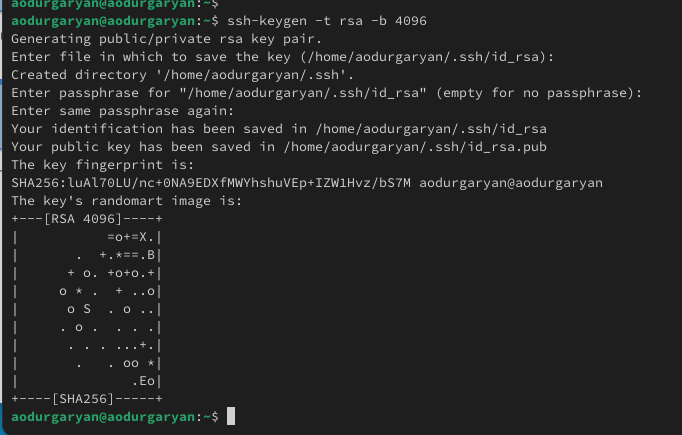 aodurgaryan@aodurgaryan:~$
aodurgaryan@aodurgaryan:~$ ssh-keygen -t rsa -b 4096
Generating public/private rsa key pair.
Enter file in which to save the key (/home/aodurgaryan/.ssh/id_rsa):
Created directory '/home/aodurgaryan/.ssh'.
Enter passphrase for "/home/aodurgaryan/.ssh/id_rsa" (empty for no passphrase):
Enter same passphrase again:
Your identification has been saved in /home/aodurgaryan/.ssh/id_rsa
Your public key has been saved in /home/aodurgaryan/.ssh/id_rsa.pub
The key fingerprint is:
SHA256:luAl70LU/nc+0NA9EDXfMWYhshuVEp+IZW1Hvz/bS7M aodurgaryan@aodurgaryan
The key's randomart image is:
+---[RSA 4096]----+
|           =o+=X.|
|       .  +.*==.B|
|      + o. +o+o.+|
|     o * .  + ..o|
|      o S  . o ..|
|     . o .  . . .|
|      . . . ...+.|
|       .   . oo *|
|              .Eo|
+----[SHA256]-----+
aodurgaryan@aodurgaryan:~$